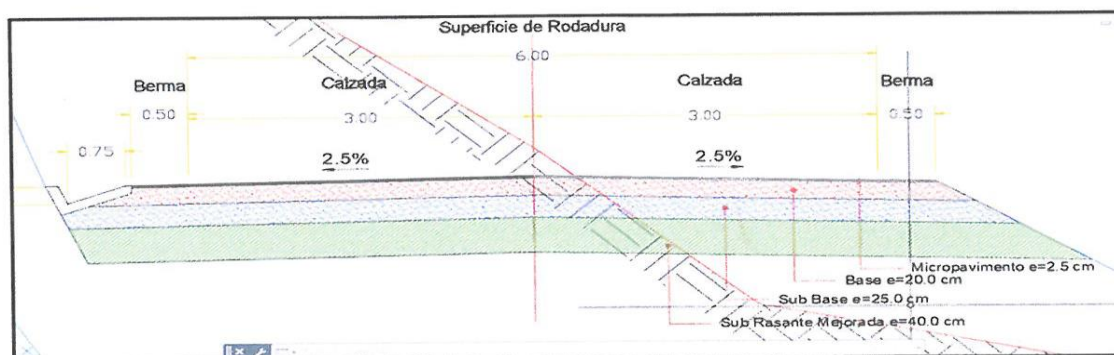 Superficie de Rodadura
6.00
Berma Calzada Calzada Berma
0.50 3.00 3.00 0.50
0.75
2.5% 2.5%
Micropavimento e=2.5 cm
Base e=20.0 cm
Sub Base e=25.0 cm
Sub Rasante Mejorada e=40.0 cm